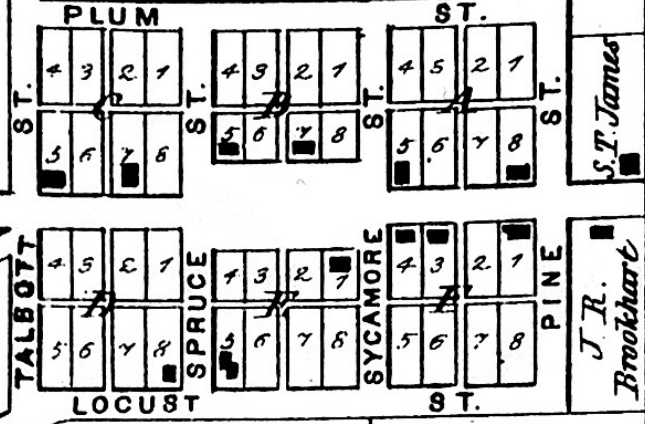 PLUM ST.
4 3 2 1 4 3 2 1 4 3 2 1
ST. C ST. B ST. A ST.
5 6 7 8 5 6 7 8 5 6 7 8
S.T. James
TALBOTT SPRUCE SYCAMORE PINE
4 3 2 1 4 3 2 1 4 3 2 1
5 6 7 8 5 6 7 8 5 6 7 8
J. R.
Brookhart
LOCUST ST.